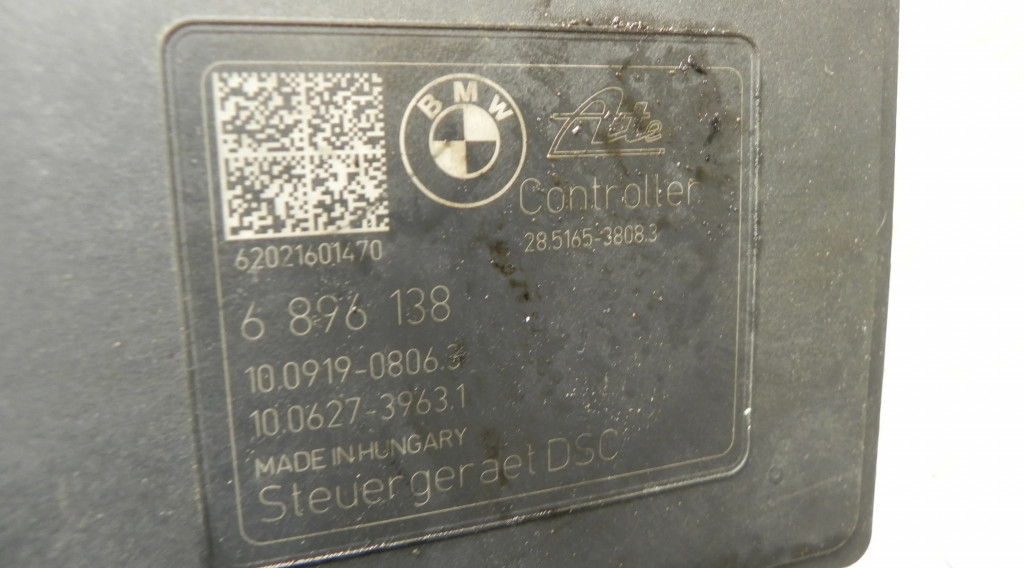 BMW
Ate
Controller
28.5165-3808.3
62021601470
6 896 138
10.0919-0806.3
10.0627-3963.1
MADE IN HUNGARY
Steuergeraet DSC